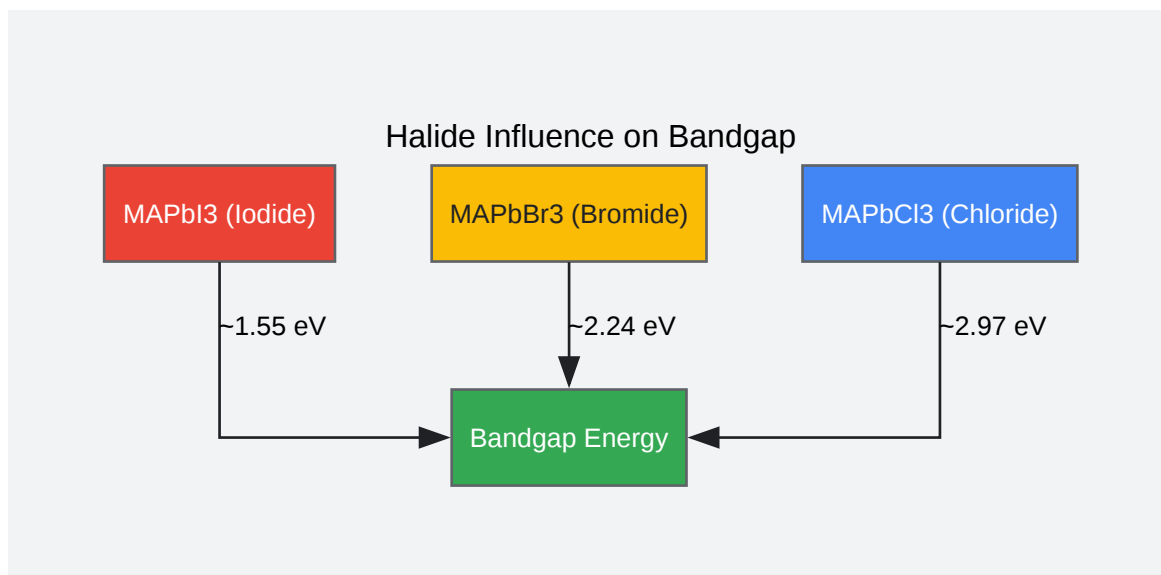 Halide Influence on Bandgap
MAPbI3 (Iodide)
MAPbBr3 (Bromide)
MAPbCl3 (Chloride)
~1.55 eV
~2.24 eV
~2.97 eV
Bandgap Energy